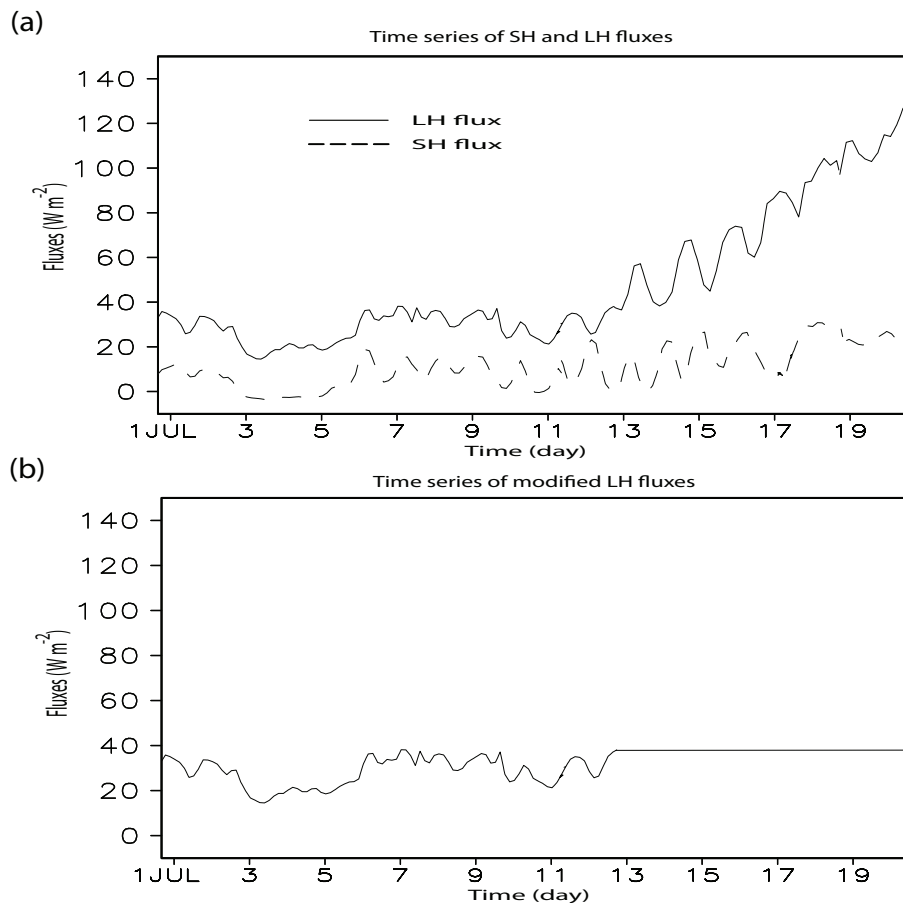 (a)
Time series of SH and LH fluxes
Fluxes (W m-2)
140
120
100
80
60
40
20
0
LH flux
SH flux
1JUL 3 5 7 9 11 13 15 17 19
Time (day)
(b)
Time series of modified LH fluxes
Fluxes (W m-2)
140
120
100
80
60
40
20
0
1JUL 3 5 7 9 11 13 15 17 19
Time (day)